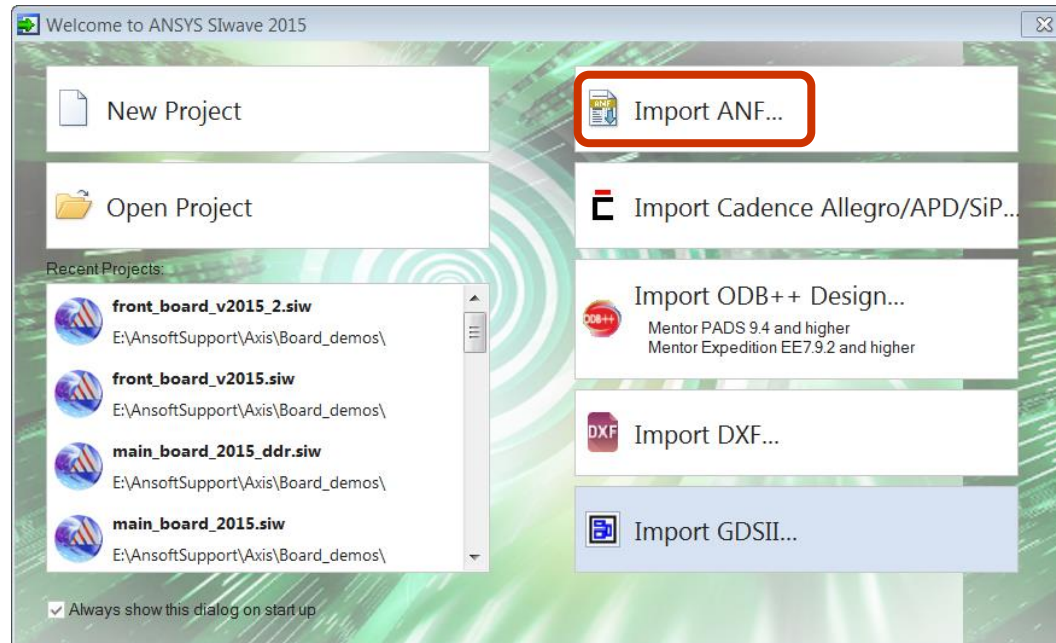 Welcome to ANSYS SIwave 2015
New Project
Open Project
Recent Projects:
front_board_v2015_2.siw
E:\AnsoftSupport\Axis\Board_demos\
front_board_v2015.siw
E:\AnsoftSupport\Axis\Board_demos\
main_board_2015_ddr.siw
E:\AnsoftSupport\Axis\Board_demos\
main_board_2015.siw
E:\AnsoftSupport\Axis\Board_demos\
Always show this dialog on start up
ANF
Import ANF...
Import Cadence Allegro/APD/SiP...
ODB++
Import ODB++ Design...
Mentor PADS 9.4 and higher
Mentor Expedition EE7.9.2 and higher
DXF
Import DXF...
Import GDSII...